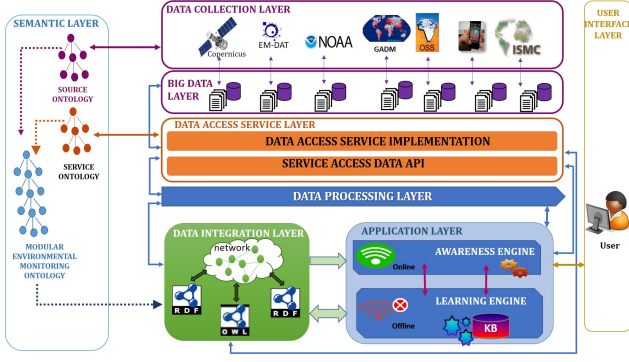 SEMANTIC LAYER
SOURCE
ONTOLOGY
SERVICE
ONTOLOGY
MODULAR
ENVIRONMENTAL
MONITORING
ONTOLOGY
DATA COLLECTION LAYER
Copernicus
EM-DAT
NOAA
GADM
OSS
ISMC
BIG DATA
LAYER
DATA ACCESS SERVICE LAYER
DATA ACCESS SERVICE IMPLEMENTATION
SERVICE ACCESS DATA API
DATA PROCESSING LAYER
DATA INTEGRATION LAYER
network
RDF
OWL
RDF
APPLICATION LAYER
AWARENESS ENGINE
Online
LEARNING ENGINE
Offline
KB
USER
INTERFACE
LAYER
User